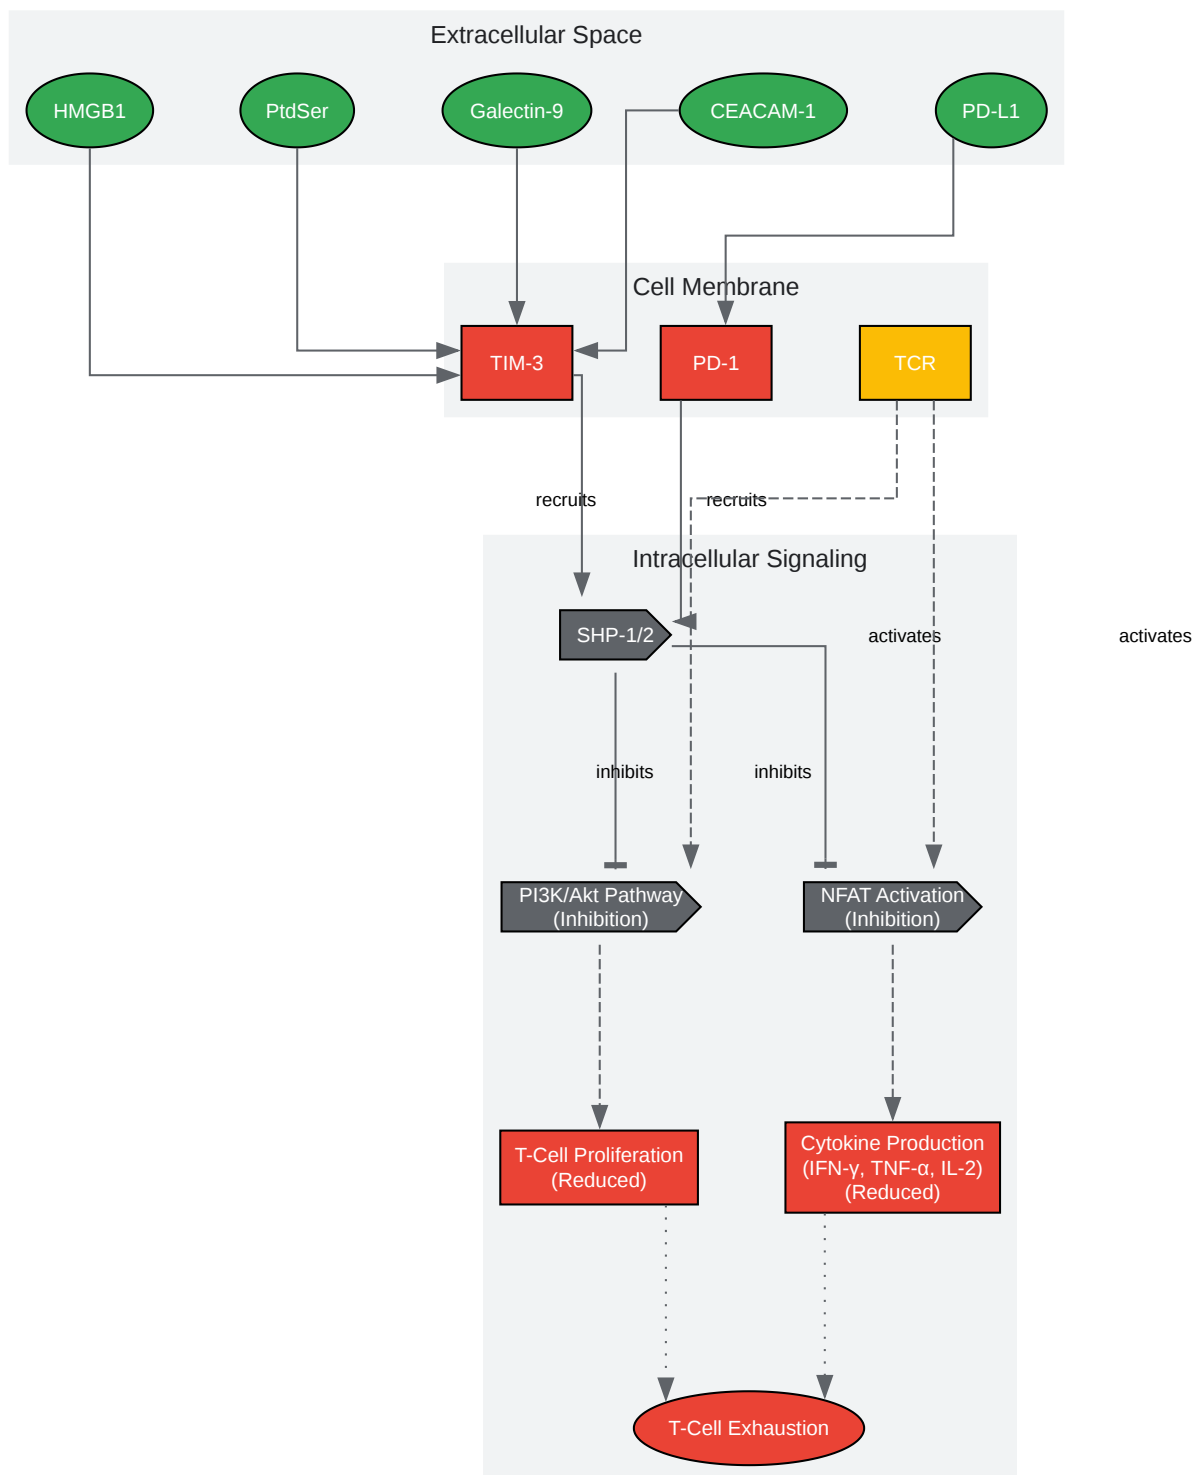 Extracellular Space
HMGB1
PtdSer
Galectin-9
CEACAM-1
PD-L1
Cell Membrane
TIM-3
PD-1
TCR
recruits
recruits
Intracellular Signaling
SHP-1/2
activates
activates
inhibits
inhibits
PI3K/Akt Pathway
(Inhibition)
NFAT Activation
(Inhibition)
T-Cell Proliferation
(Reduced)
Cytokine Production
(IFN-γ, TNF-α, IL-2)
(Reduced)
T-Cell Exhaustion